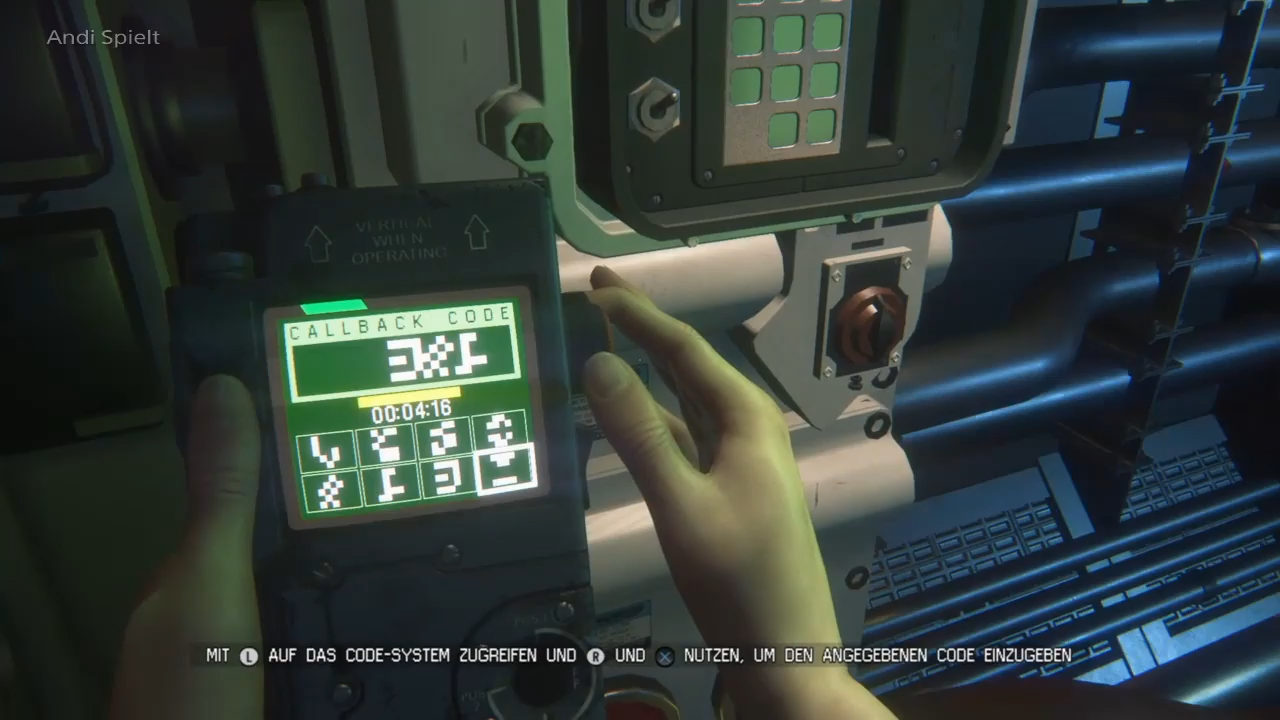 Andi Spielt
VERTICAL
WHEN
OPERATING
CALLBACK CODE
00:04:16
MIT L AUF DAS CODE-SYSTEM ZUGREIFEN UND R UND X NUTZEN, UM DEN ANGEGEBENEN CODE EINZUGEBEN